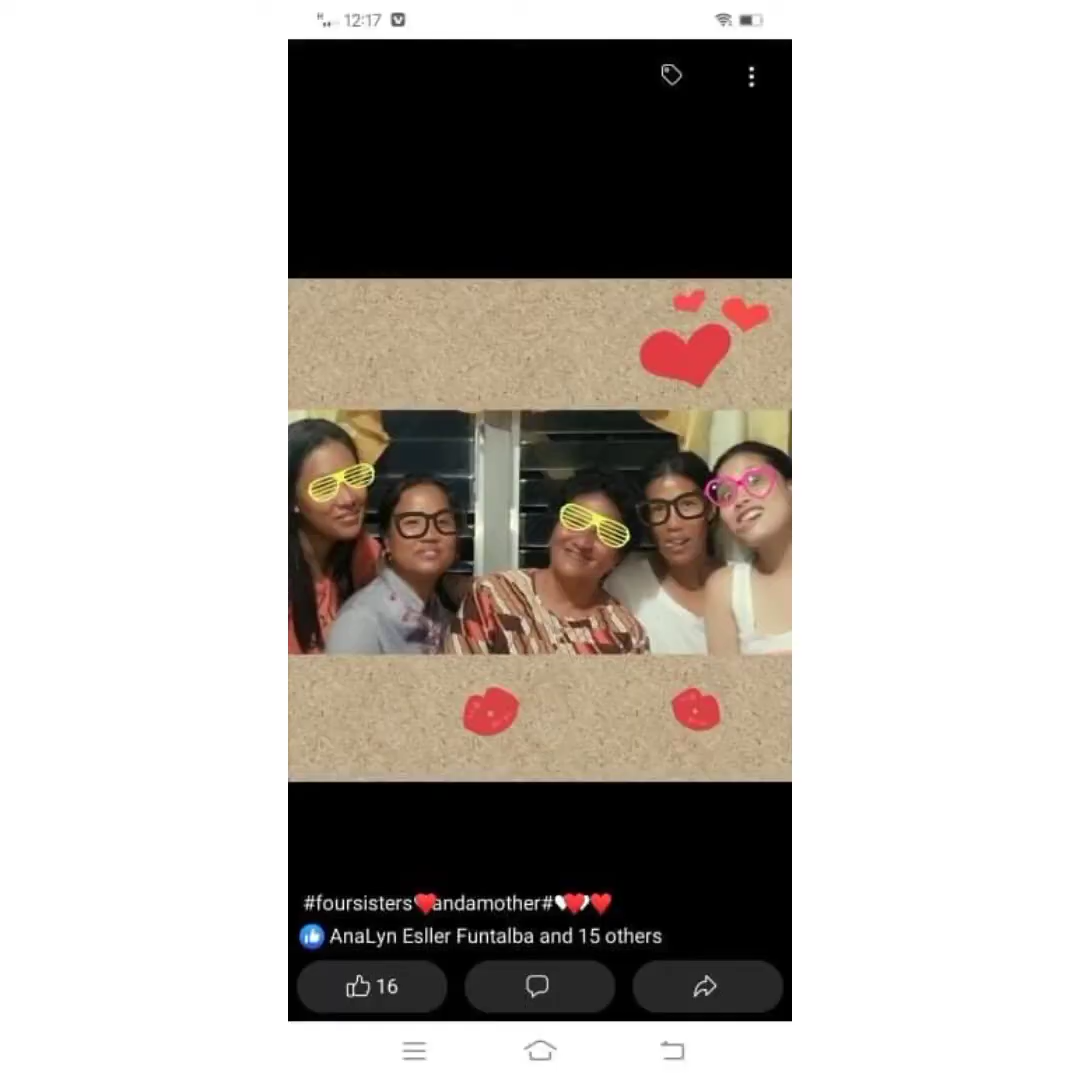 12:17
#foursisters❤️andamother#❤️❤️
AnaLyn Esller Funtalba and 15 others
16